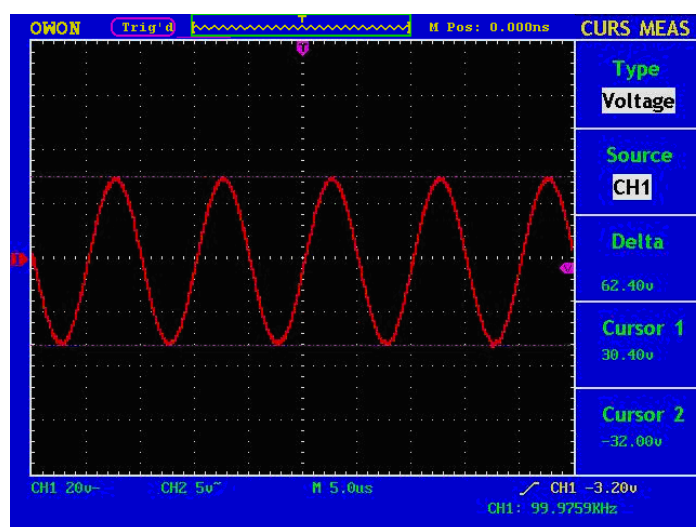 OWON Trig'd T M Pos: 0.000ns CURS MEAS
T
Type
Voltage
Source
CH1
Delta
62.40v
Cursor 1
30.40v
Cursor 2
-32.00v
CH1 20v- CH2 5v~ M 5.0us CH1 -3.20v
CH1: 99.9759KHz